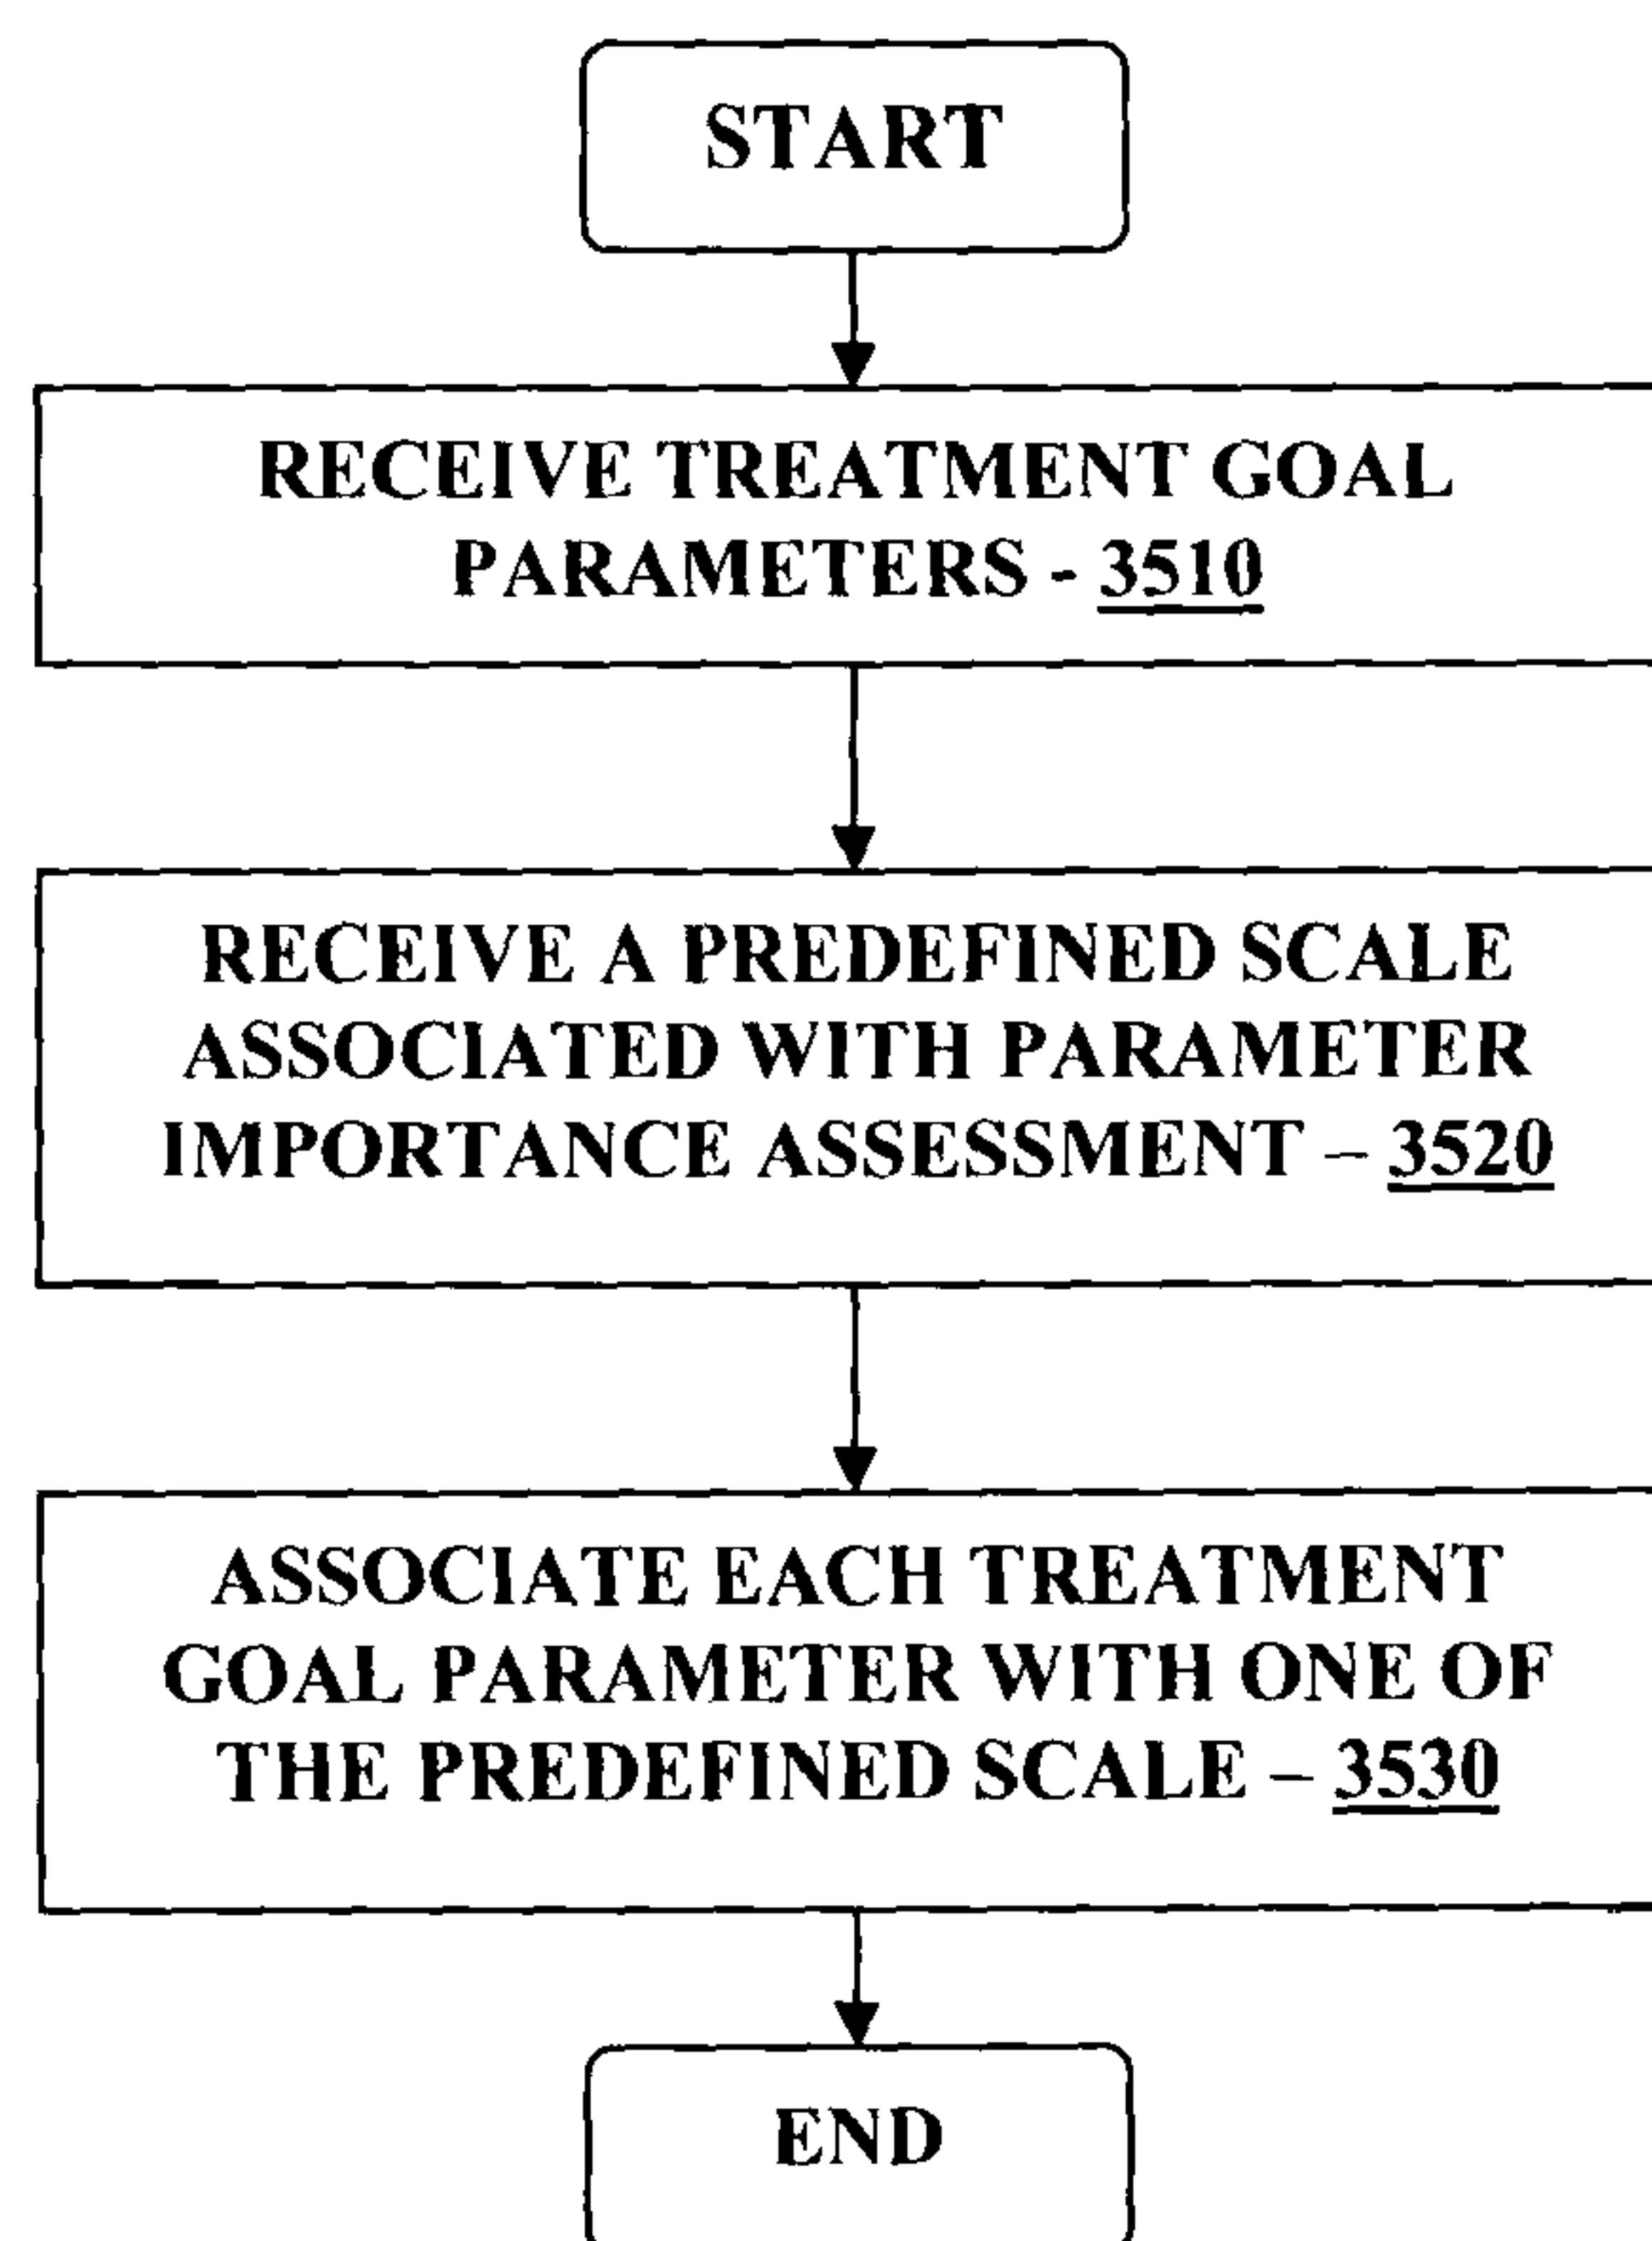 START
RECEIVE TREATMENT GOAL
PARAMETERS - 3510
RECEIVE A PREDEFINED SCALE
ASSOCIATED WITH PARAMETER
IMPORTANCE ASSESSMENT – 3520
ASSOCIATE EACH TREATMENT
GOAL PARAMETER WITH ONE OF
THE PREDEFINED SCALE – 3530
END